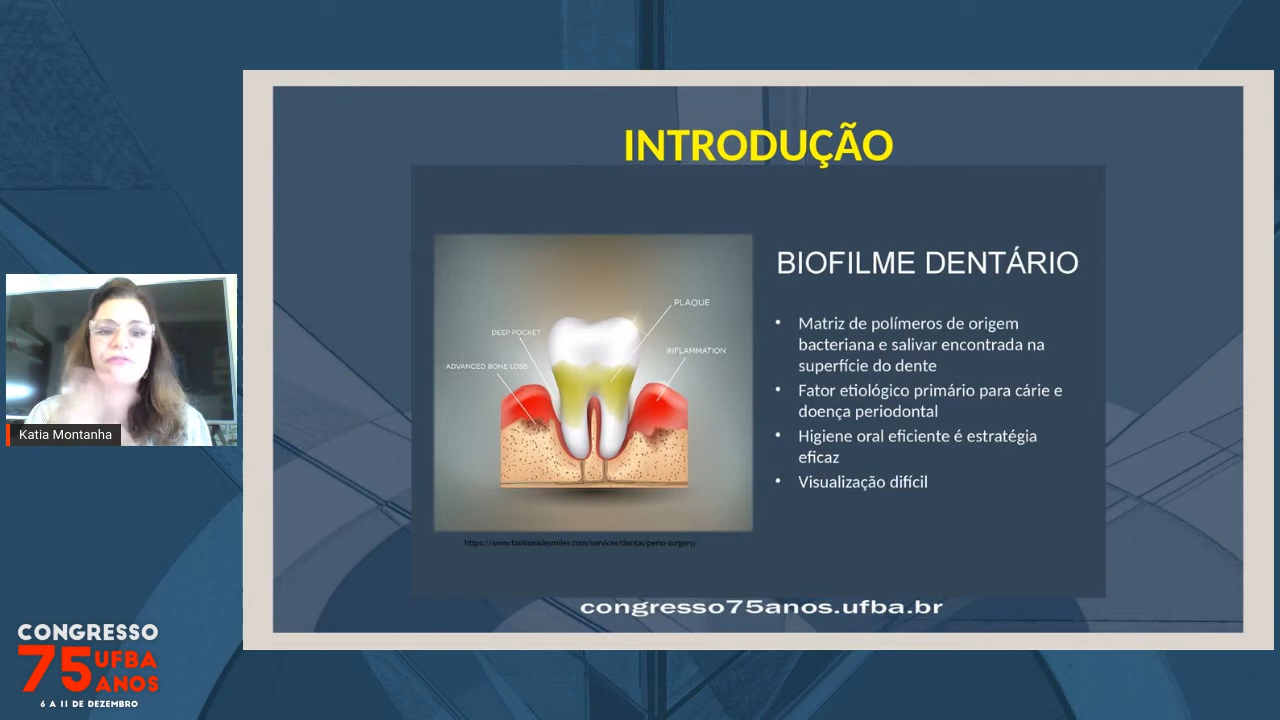 INTRODUÇÃO
BIOFILME DENTÁRIO
PLAQUE
DEEP POCKET
INFLAMMATION
ADVANCED BONE LOSS
• Matriz de polímeros de origem
bacteriana e salivar encontrada na
superfície do dente
• Fator etiológico primário para cárie e
doença periodontal
• Higiene oral eficiente é estratégia
eficaz
• Visualização difícil
https://www.fashionislesmiles.com/services/dental/perio-surgery/
congresso75anos.ufba.br
Katia Montanha
CONGRESSO
75 UFBA
ANOS
6 A 11 DE DEZEMBRO